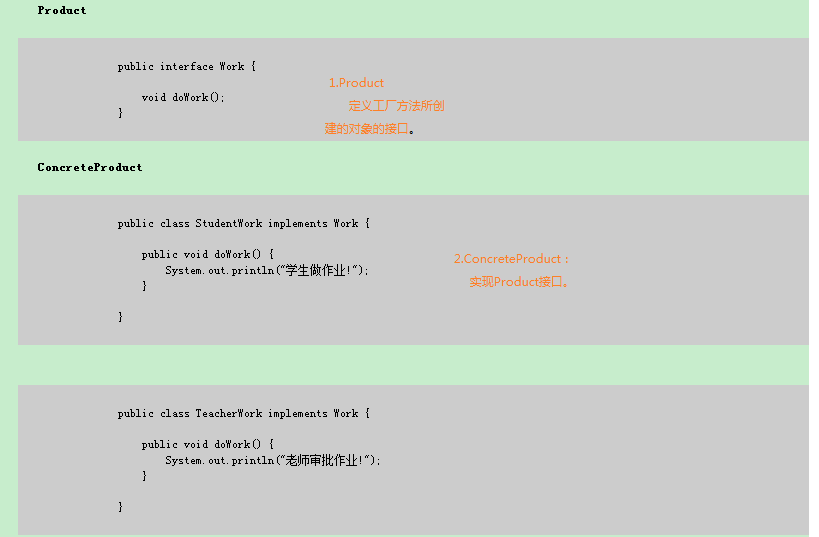 Product
public interface Work {
1.Product
void doWork();
定义工厂方法所创
}
建的对象的接口。
ConcreteProduct
public class StudentWork implements Work {
public void doWork() {
2.ConcreteProduct：
System.out.println("学生做作业!");
实现Product接口。
}
}
public class TeacherWork implements Work {
public void doWork() {
System.out.println("老师审批作业!");
}
}